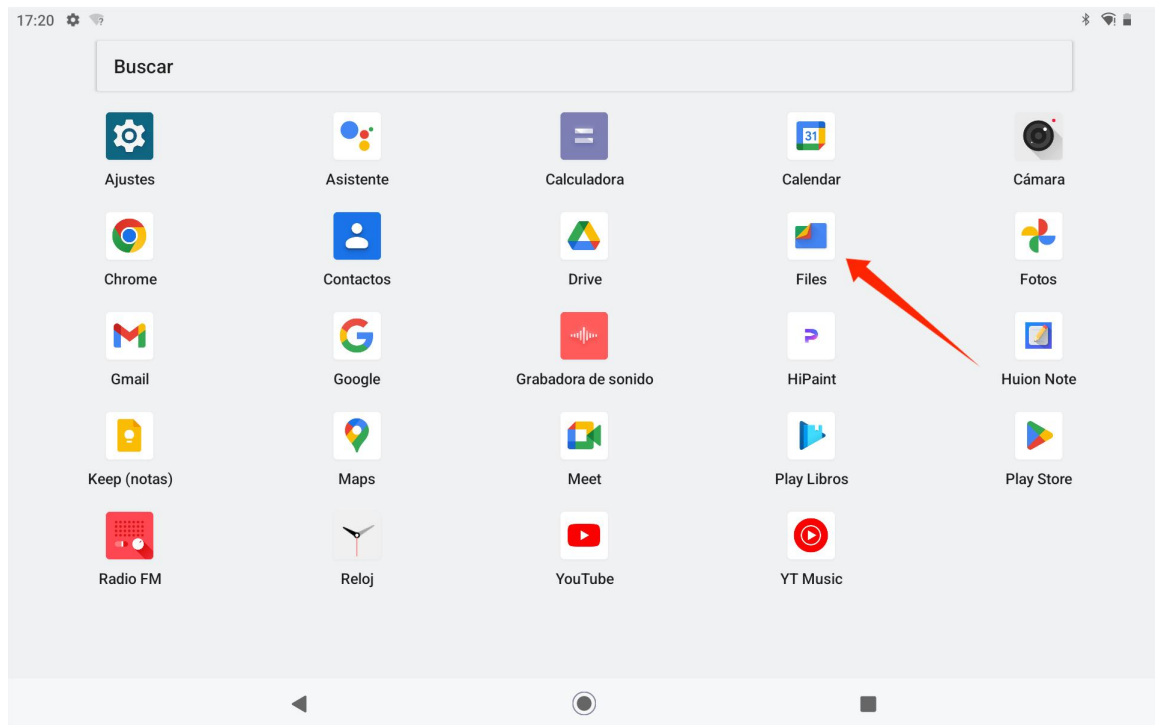 17:20
Buscar
Ajustes
Asistente
Calculadora
31
Calendar
Cámara
Chrome
Contactos
Drive
Files
Fotos
Gmail
Google
Grabadora de sonido
HiPaint
Huion Note
Keep (notas)
Maps
Meet
Play Libros
Play Store
Radio FM
Reloj
YouTube
YT Music